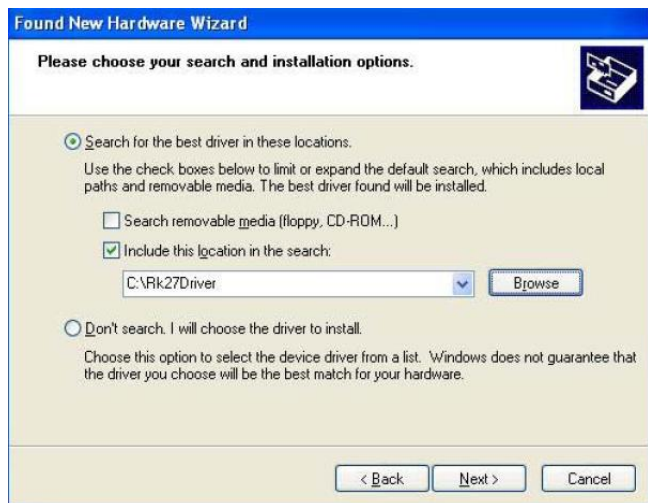 Found New Hardware Wizard
Please choose your search and installation options.
Search for the best driver in these locations.
Use the check boxes below to limit or expand the default search, which includes local
paths and removable media. The best driver found will be installed.
Search removable media (floppy, CD-ROM...)
Include this location in the search:
C:\Rk27Driver
Browse
Don't search. I will choose the driver to install.
Choose this option to select the device driver from a list. Windows does not guarantee that
the driver you choose will be the best match for your hardware.
< Back Next > Cancel